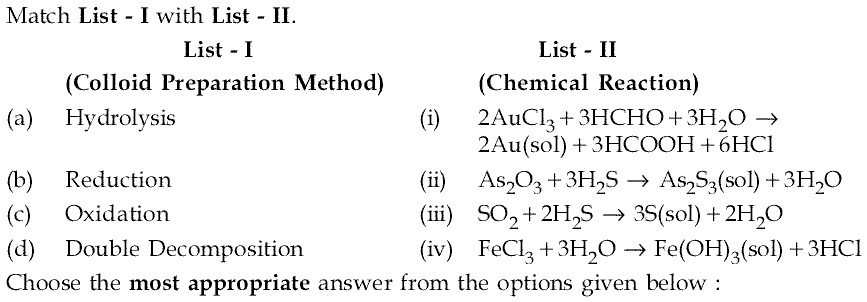 Match List - I with List - II.
List - I List - II
(Colloid Preparation Method) (Chemical Reaction)
(a) Hydrolysis (i) 2AuCl₃ + 3HCHO + 3H₂O →
2Au(sol) + 3HCOOH + 6HCl
(b) Reduction (ii) As₂O₃ + 3H₂S → As₂S₃(sol) + 3H₂O
(c) Oxidation (iii) SO₂ + 2H₂S → 3S(sol) + 2H₂O
(d) Double Decomposition (iv) FeCl₃ + 3H₂O → Fe(OH)₃(sol) + 3HCl
Choose the most appropriate answer from the options given below :